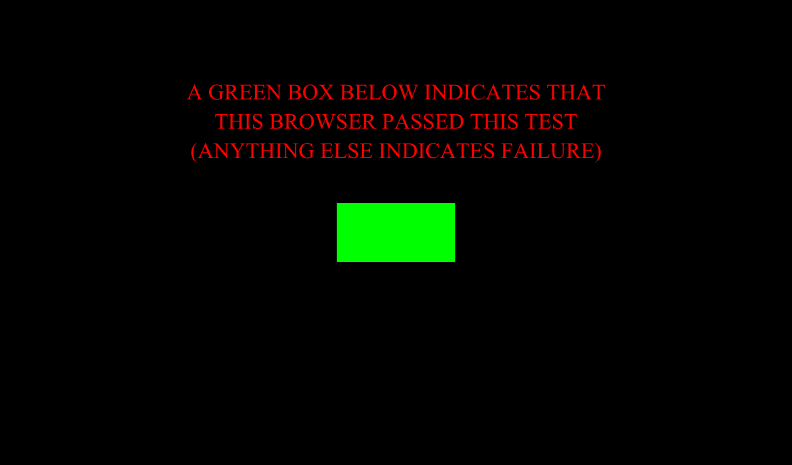 A GREEN BOX BELOW INDICATES THAT
THIS BROWSER PASSED THIS TEST
(ANYTHING ELSE INDICATES FAILURE)